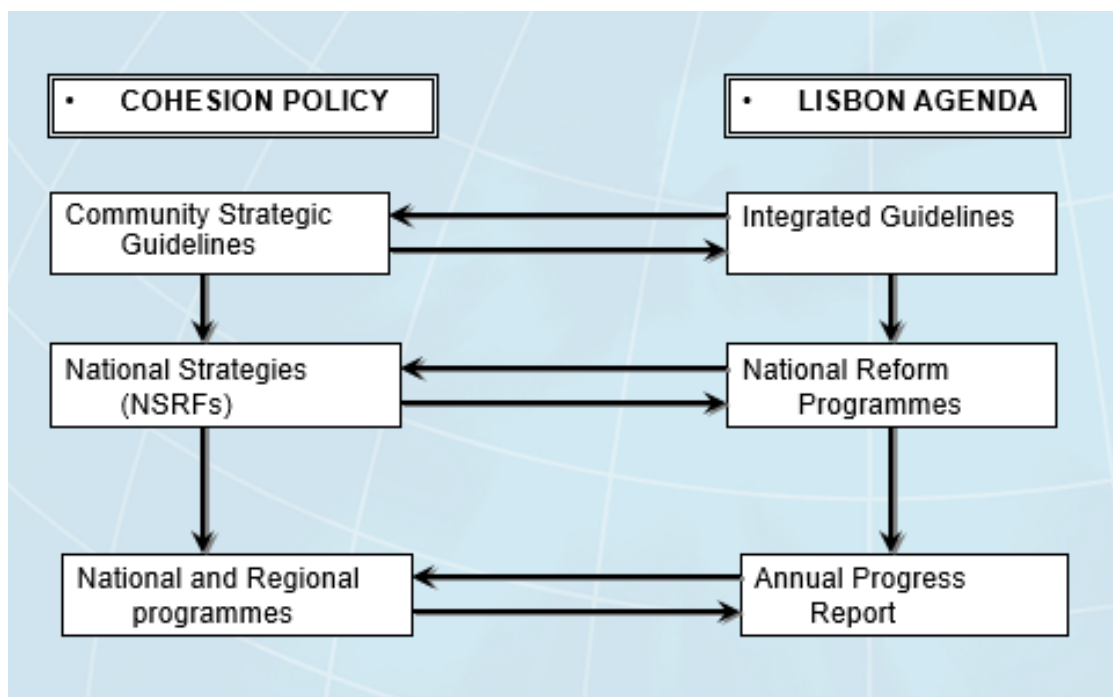 • COHESION POLICY
• LISBON AGENDA
Community Strategic
Guidelines
Integrated Guidelines
National Strategies
(NSRFs)
National Reform
Programmes
National and Regional
programmes
Annual Progress
Report